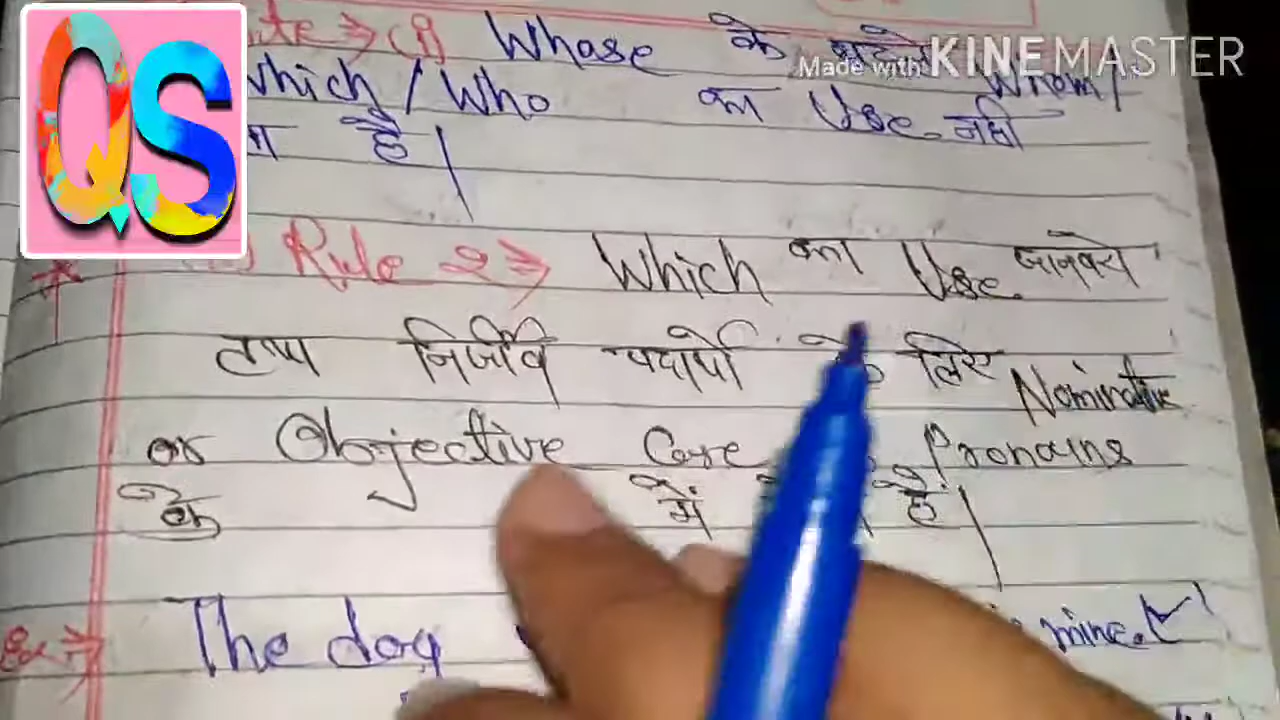 QS
Made with KINEMASTER
(i) Whose के Whom/
which/Who का Use नही
है।
Rule 2 ⇒ Which का Use जानवरो
तथा निर्जीव पदार्थो के लिए Nominative
or Objective Case Pronouns
के में है।
Ex ⇒ The dog mine.